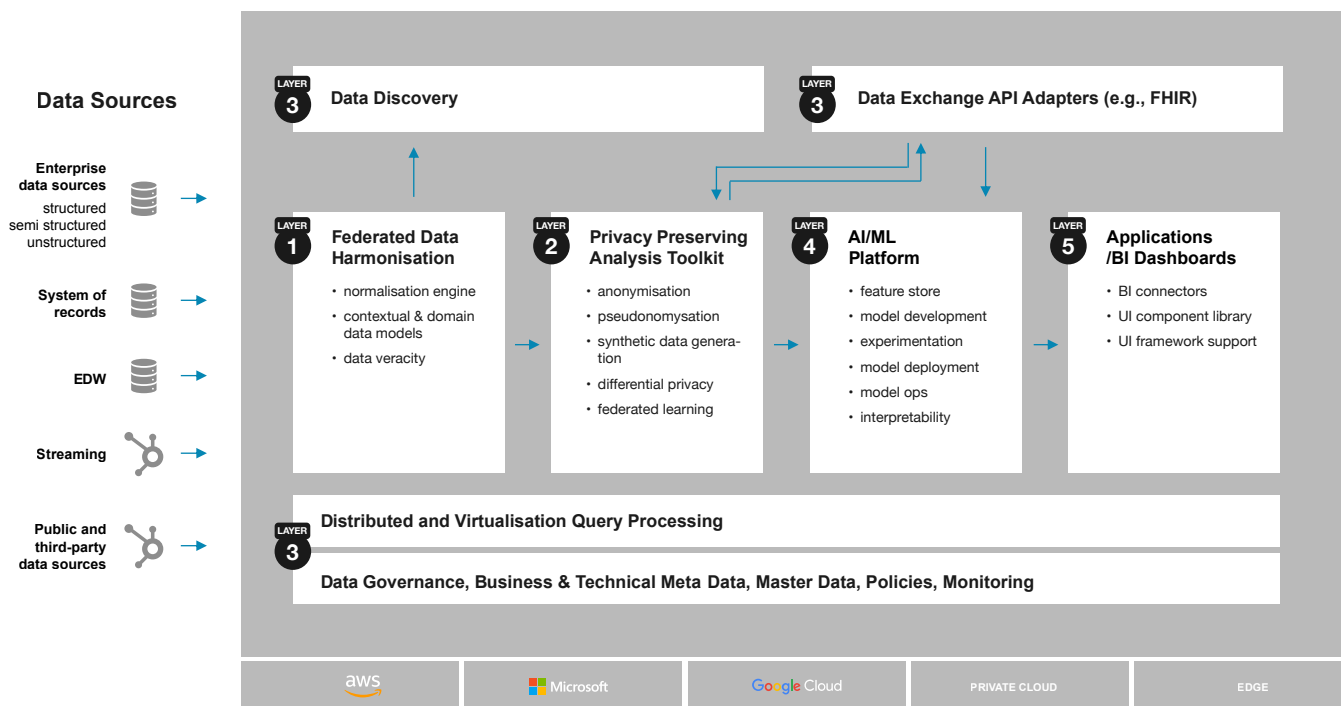 Data Sources
Enterprise
data sources
structured
semi structured
unstructured
System of
records
EDW
Streaming
Public and
third-party
data sources
LAYER
3
Data Discovery
LAYER
3
Data Exchange API Adapters (e.g., FHIR)
LAYER
1
Federated Data
Harmonisation
• normalisation engine
• contextual & domain
data models
• data veracity
LAYER
2
Privacy Preserving
Analysis Toolkit
• anonymisation
• pseudonomysation
• synthetic data genera-
tion
• differential privacy
• federated learning
LAYER
4
AI/ML
Platform
• feature store
• model development
• experimentation
• model deployment
• model ops
• interpretability
LAYER
5
Applications
/BI Dashboards
• BI connectors
• UI component library
• UI framework support
LAYER
3
Distributed and Virtualisation Query Processing
Data Governance, Business & Technical Meta Data, Master Data, Policies, Monitoring
aws
Microsoft
Google Cloud
PRIVATE CLOUD
EDGE